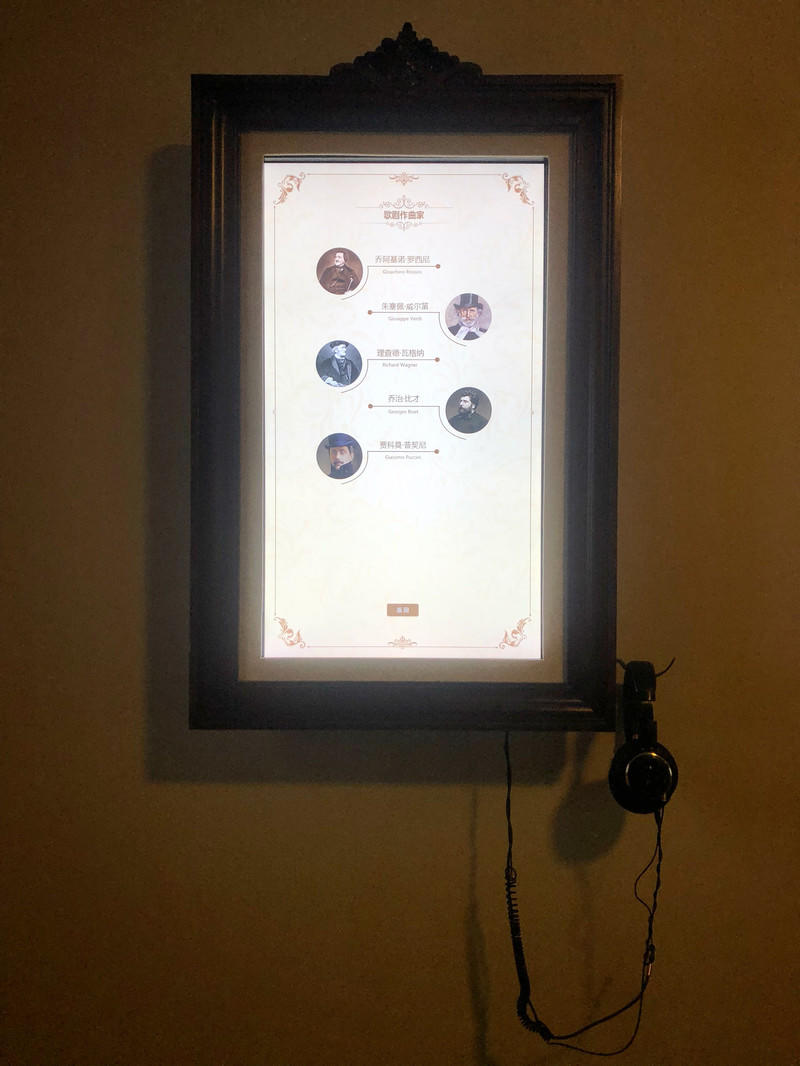 歌剧作曲家
乔阿基诺·罗西尼
Gioachino Rossini
朱塞佩·威尔第
Giuseppe Verdi
理查德·瓦格纳
Richard Wagner
乔治·比才
Georges Bizet
贾科莫·普契尼
Giacomo Puccini
返回